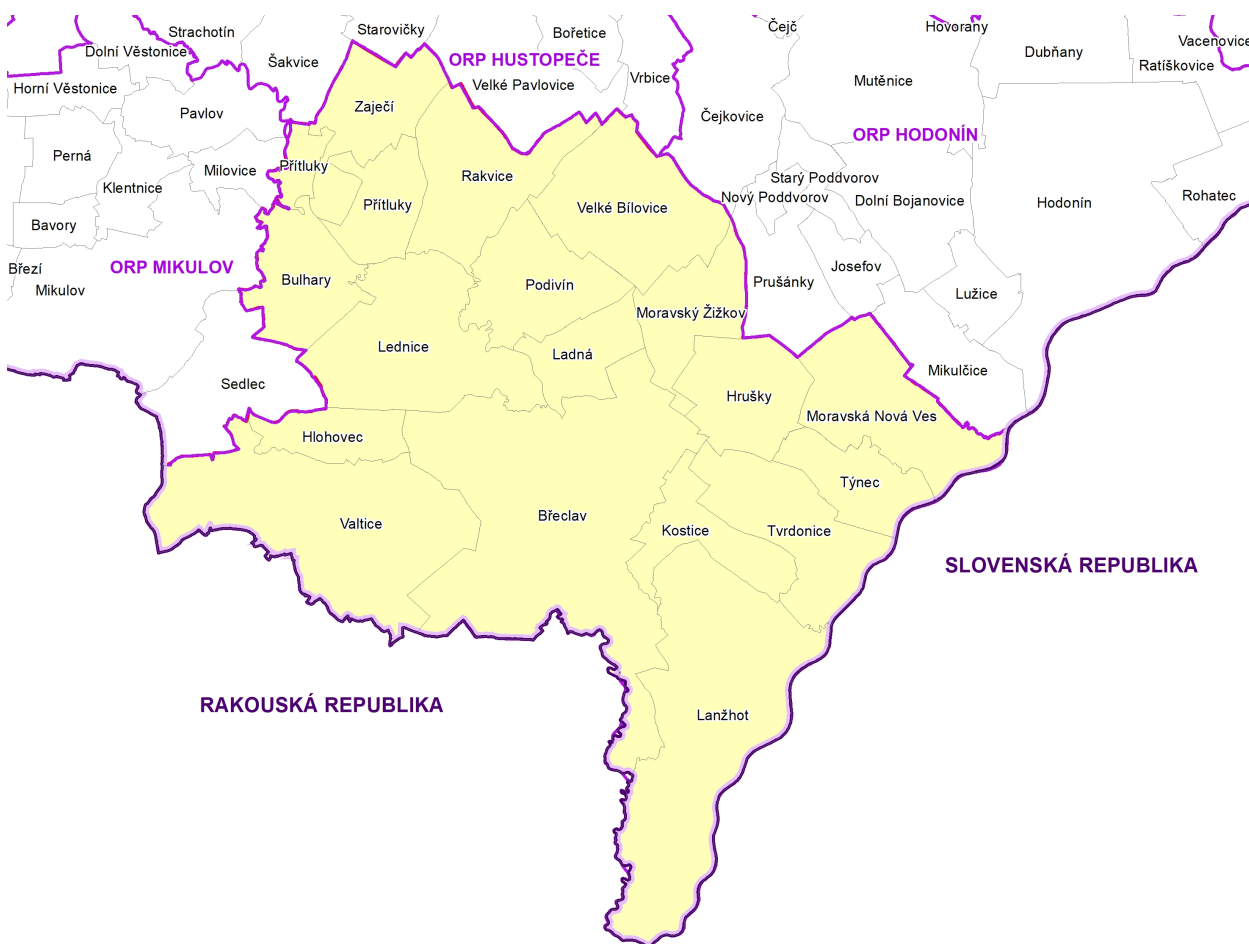 Strachotín
Starovičky
Bořetice
Čejč
Hovorany
Vacenovice
Dolní Věstonice
Šakvice
ORP HUSTOPEČE
Dubňany
Ratíškovice
Horní Věstonice
Velké Pavlovice
Vrbice
Mutěnice
Pavlov
Zaječí
Čejkovice
ORP HODONÍN
Perná
Milovice
Přítluky
Rakvice
Starý Poddvorov
Klentnice
Nový Poddvorov
Dolní Bojanovice
Hodonín
Rohatec
Bavory
Přítluky
Velké Bílovice
Březí
ORP MIKULOV
Josefov
Mikulov
Bulhary
Podivín
Prušánky
Lužice
Moravský Žižkov
Lednice
Ladná
Mikulčice
Sedlec
Hrušky
Moravská Nová Ves
Hlohovec
Týnec
Valtice
Břeclav
Kostice
Tvrdonice
SLOVENSKÁ REPUBLIKA
RAKOUSKÁ REPUBLIKA
Lanžhot